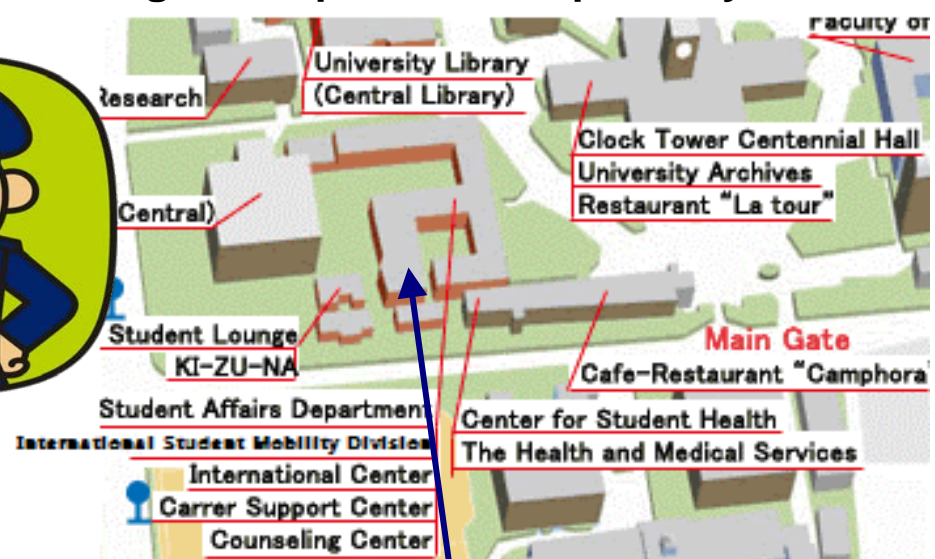 Faculty of
University Library
(Central Library)
Research
Clock Tower Centennial Hall
University Archives
Restaurant “La tour”
Central)
Student Lounge
KI-ZU-NA
Main Gate
Cafe-Restaurant “Camphora”
Student Affairs Department
International Student Mobility Division
International Center
Carrer Support Center
Counseling Center
Center for Student Health
The Health and Medical Services